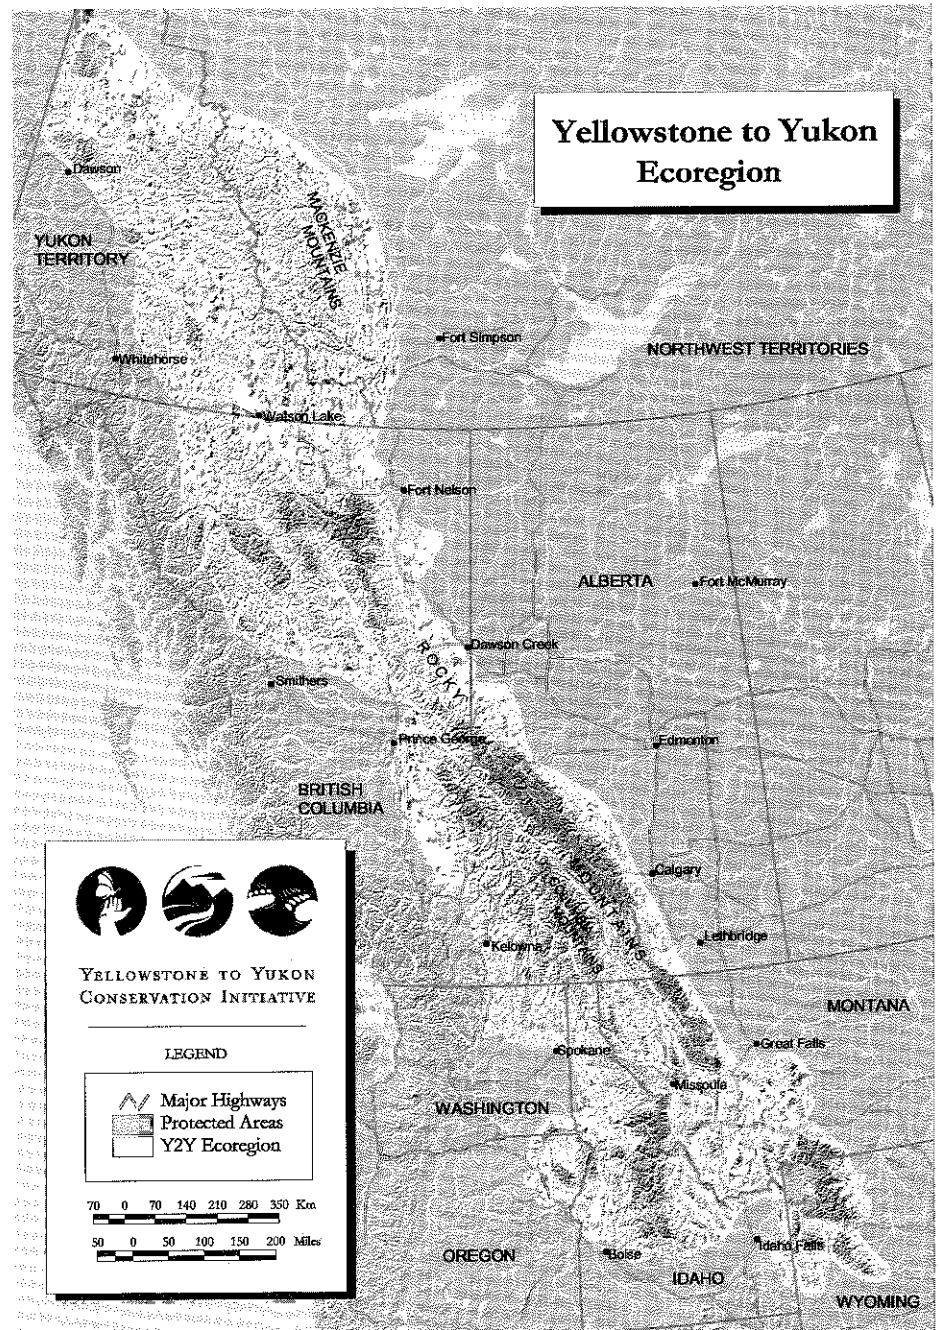 Yellowstone to Yukon
Ecoregion
Dawson
MACKENZIE
MOUNTAINS
YUKON
TERRITORY
Fort Simpson
NORTHWEST TERRITORIES
Whitehorse
Watson Lake
Fort Nelson
ALBERTA
Fort McMurray
Dawson Creek
ROCKY
Smithers
Prince George
Edmonton
BRITISH
COLUMBIA
Calgary
MOUNTAINS
COLUMBIA
MOUNTAINS
Lethbridge
Kelowna
MONTANA
Great Falls
Spokane
Missoula
WASHINGTON
OREGON
Boise
Idaho Falls
IDAHO
WYOMING
YELLOWSTONE TO YUKON
CONSERVATION INITIATIVE
LEGEND
Major Highways
Protected Areas
Y2Y Ecoregion
70 0 70 140 210 280 350 Km
50 0 50 100 150 200 Miles